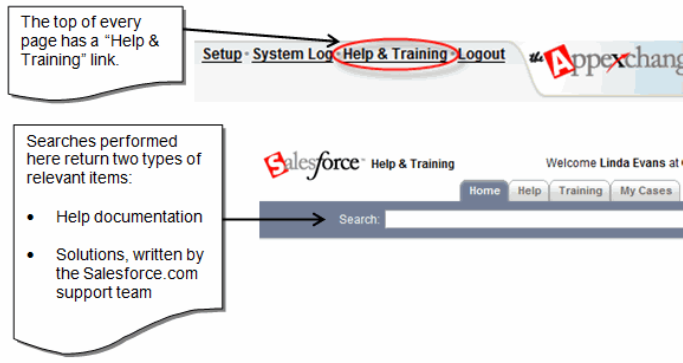 The top of every
page has a “Help &
Training” link.
Setup · System Log · Help & Training · Logout
the Appexchang
Searches performed
here return two types of
relevant items:
• Help documentation
• Solutions, written by
the Salesforce.com
support team
Salesforce Help & Training
Welcome Linda Evans at
Home Help Training My Cases
Search: